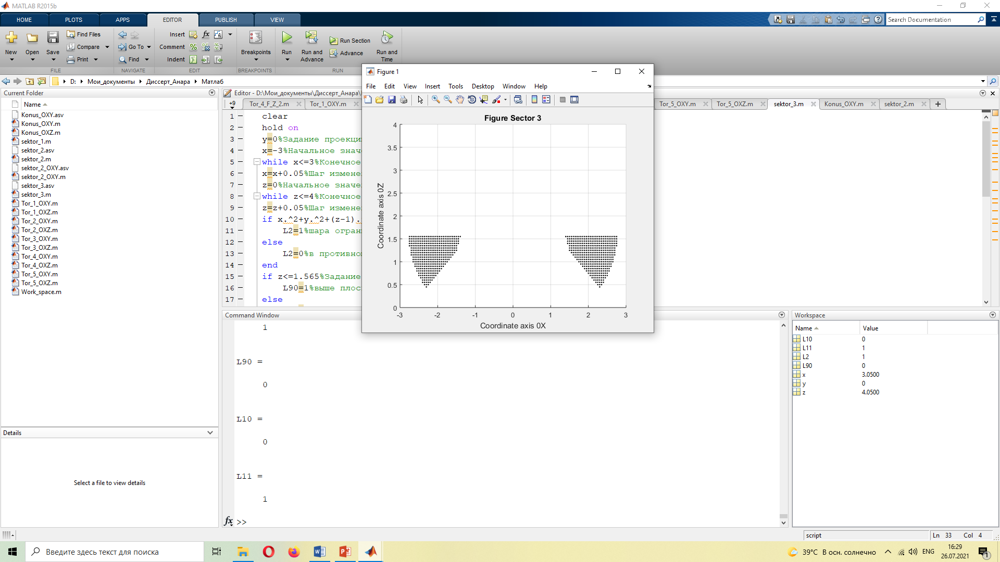 MATLAB R2015b
HOME PLOTS APPS EDITOR PUBLISH VIEW
Search Documentation
New Open Save Find Files Compare Print
Go To Find
Insert fx
Comment
Indent
Breakpoints Run Run and Advance Run Section Advance Run and Time
FILE NAVIGATE EDIT BREAKPOINTS RUN
D: Мои_документы Диссерт_Анара Матлаб
Current Folder
Name
Konus_OXY.asv
Konus_OXY.m
Konus_OXZ.m
sektor_1.m
sektor_2.asv
sektor_2.m
sektor_2_OXY.asv
sektor_2_OXY.m
sektor_3.asv
sektor_3.m
Tor_1_OXY.m
Tor_1_OXZ.m
Tor_2_OXY.m
Tor_2_OXZ.m
Tor_3_OXY.m
Tor_3_OXZ.m
Tor_4_OXY.m
Tor_4_OXZ.m
Tor_5_OXY.m
Tor_5_OXZ.m
Work_space.m
Details
Select a file to view details
Editor - D:\Мои_документы\Диссерт_Анара\
+9 Tor_4_F_Z_2.m Tor_1_OXY.m Tor_5_OXY.m Tor_5_OXZ.m sektor_3.m Konus_OXY.m sektor_2.m
1 clear
2 hold on
3 y=0%Задание проекци
4 x=-3%Начальное знач
5 while x<=3%Конечное
6 x=x+0.05%Шаг измене
7 z=0%Начальное значе
8 while z<=4%Конечное
9 z=z+0.05%Шаг измене
10 if x.^2+y.^2+(z-1).
11 L2=1%шара огран
12 else
13 L2=0%в противно
14 end
15 if z<=1.565%Задание
16 L90=1%выше плос
17 else
Figure 1
File Edit View Insert Tools Desktop Window Help
Figure Sector 3
Coordinate axis 0Z
4
3.5
3
2.5
2
1.5
1
0.5
0
-3 -2 -1 0 1 2 3
Coordinate axis 0X
Command Window
1
L90 =
0
L10 =
0
L11 =
1
fx >>
Workspace
Name Value
L10 0
L11 1
L2 1
L90 0
x 3.0500
y 0
z 4.0500
script Ln 33 Col 4
Введите здесь текст для поиска
39°C В осн. солнечно ENG
16:29
26.07.2021
1